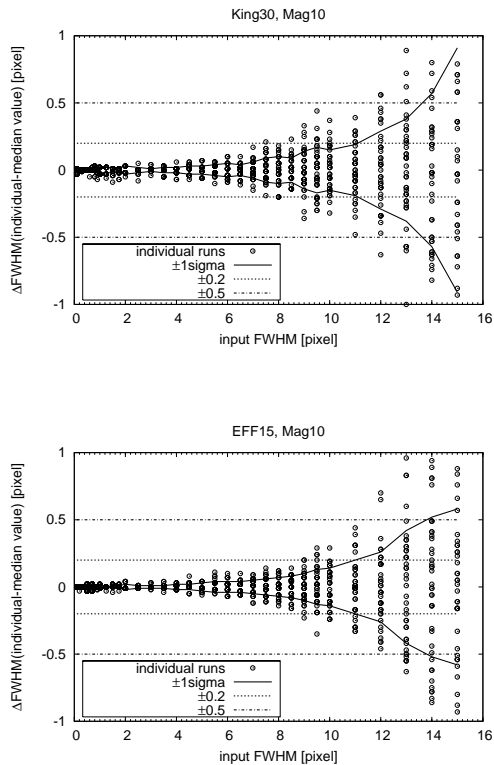 King30, Mag10
ΔFWHM(individual-median value) [pixel]
1
0.5
0
-0.5
-1
individual runs
±1sigma
±0.2
±0.5
0 2 4 6 8 10 12 14 16
input FWHM [pixel]
EFF15, Mag10
ΔFWHM(individual-median value) [pixel]
1
0.5
0
-0.5
-1
individual runs
±1sigma
±0.2
±0.5
0 2 4 6 8 10 12 14 16
input FWHM [pixel]